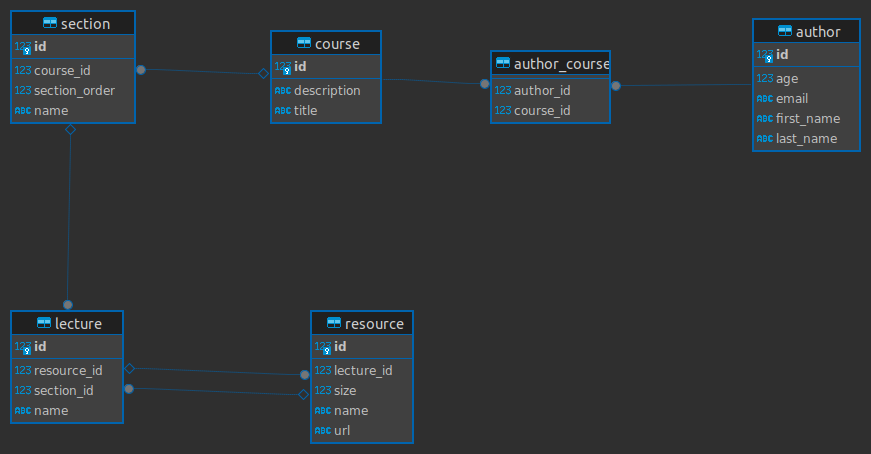 section
123 id
123 course_id
123 section_order
ABC name
course
123 id
ABC description
ABC title
author_course
123 author_id
123 course_id
author
123 id
123 age
ABC email
ABC first_name
ABC last_name
lecture
123 id
123 resource_id
123 section_id
ABC name
resource
123 id
123 lecture_id
123 size
ABC name
ABC url